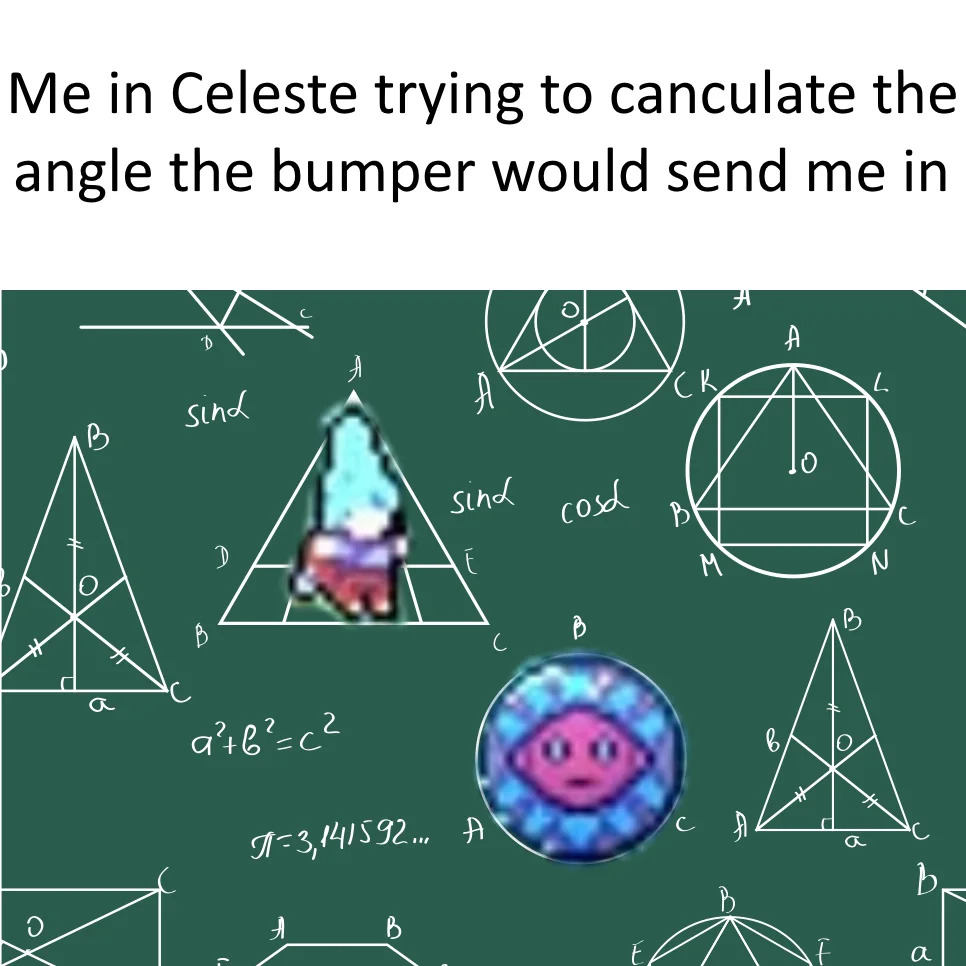 Me in Celeste trying to canculate the
angle the bumper would send me in
A
C
D
O
A
C
A
K
L
O
B
C
M
N
sinα
A
sinα
cosα
D
E
B
C
B
O
a
C
B
A
C
a²+b²=c²
π=3,141592...
B
b
O
A
a
C
C
O
A
B
B
E
F
b
a